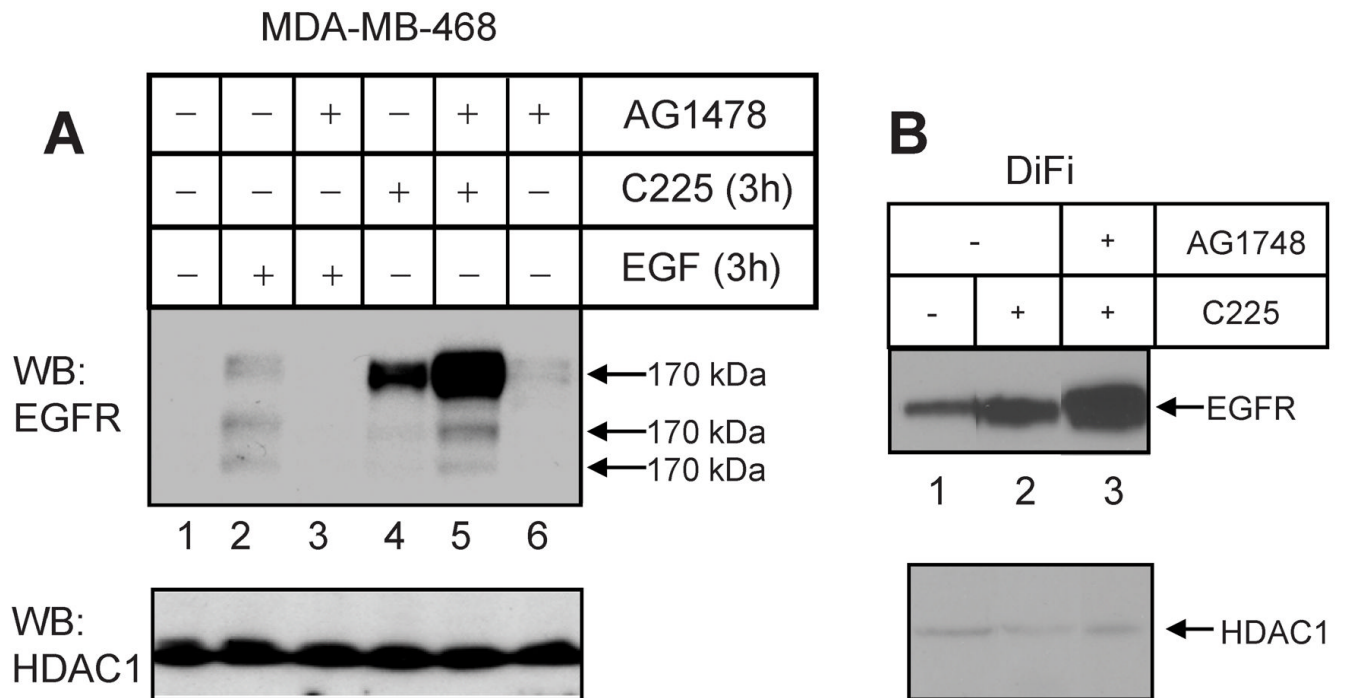 MDA-MB-468
A
− − + − + + AG1478
− − − + + − C225 (3h)
− + + − − − EGF (3h)
WB:
EGFR
170 kDa
170 kDa
170 kDa
1 2 3 4 5 6
WB:
HDAC1
B
DiFi
- + AG1748
- + + C225
EGFR
1 2 3
HDAC1